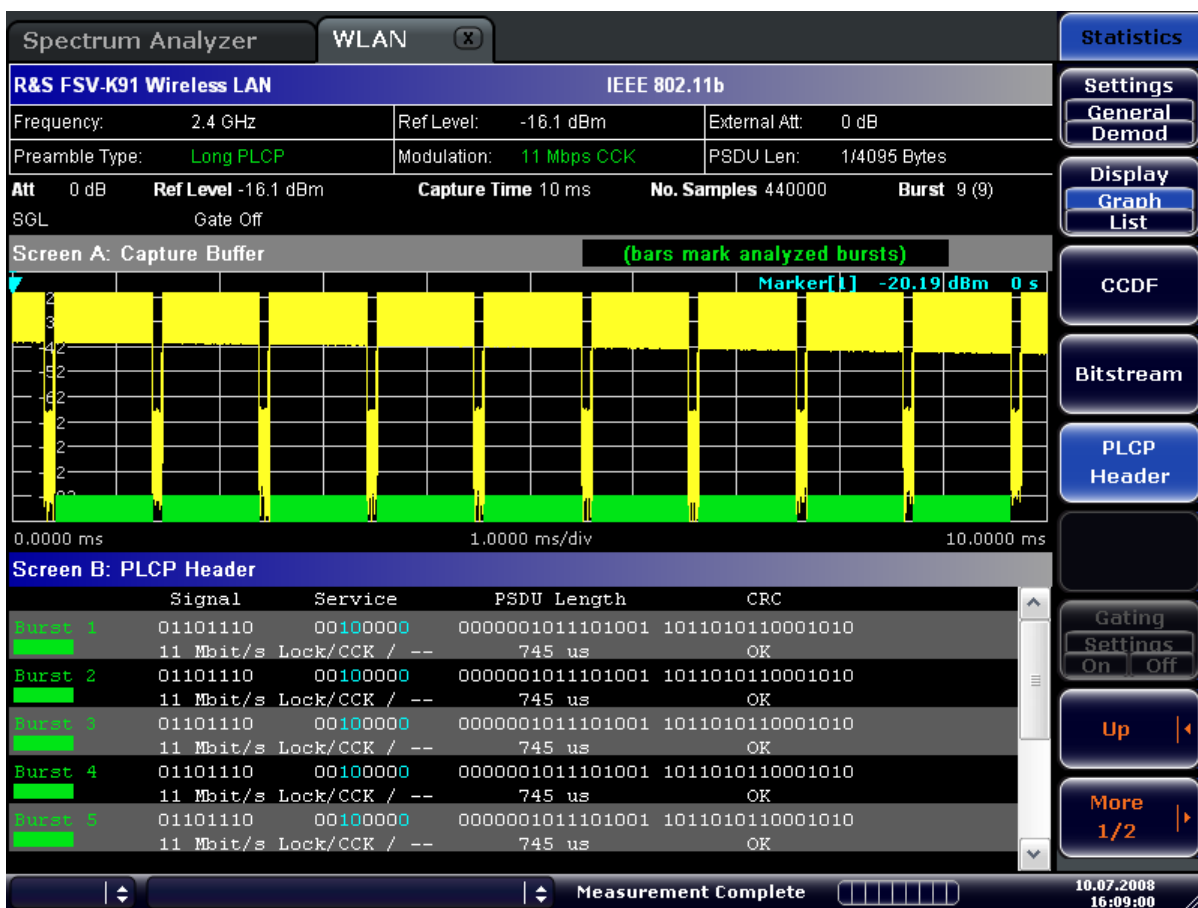 Spectrum Analyzer WLAN X
R&S FSV-K91 Wireless LAN IEEE 802.11b
Frequency: 2.4 GHz Ref Level: -16.1 dBm External Att: 0 dB
Preamble Type: Long PLCP Modulation: 11 Mbps CCK PSDU Len: 1/4095 Bytes
Att 0 dB Ref Level -16.1 dBm Capture Time 10 ms No. Samples 440000 Burst 9 (9)
SGL Gate Off
Screen A: Capture Buffer (bars mark analyzed bursts)
Marker[1] -20.19 dBm 0 s
-42
-52
-62
0.0000 ms 1.0000 ms/div 10.0000 ms
Screen B: PLCP Header
Signal Service PSDU Length CRC
Burst 1 01101110 00100000 0000001011101001 1011010110001010
11 Mbit/s Lock/CCK / -- 745 us OK
Burst 2 01101110 00100000 0000001011101001 1011010110001010
11 Mbit/s Lock/CCK / -- 745 us OK
Burst 3 01101110 00100000 0000001011101001 1011010110001010
11 Mbit/s Lock/CCK / -- 745 us OK
Burst 4 01101110 00100000 0000001011101001 1011010110001010
11 Mbit/s Lock/CCK / -- 745 us OK
Burst 5 01101110 00100000 0000001011101001 1011010110001010
11 Mbit/s Lock/CCK / -- 745 us OK
Measurement Complete
Statistics
Settings
General
Demod
Display
Graph
List
CCDF
Bitstream
PLCP
Header
Gating
Settings
On Off
Up
More
1/2
10.07.2008
16:09:00